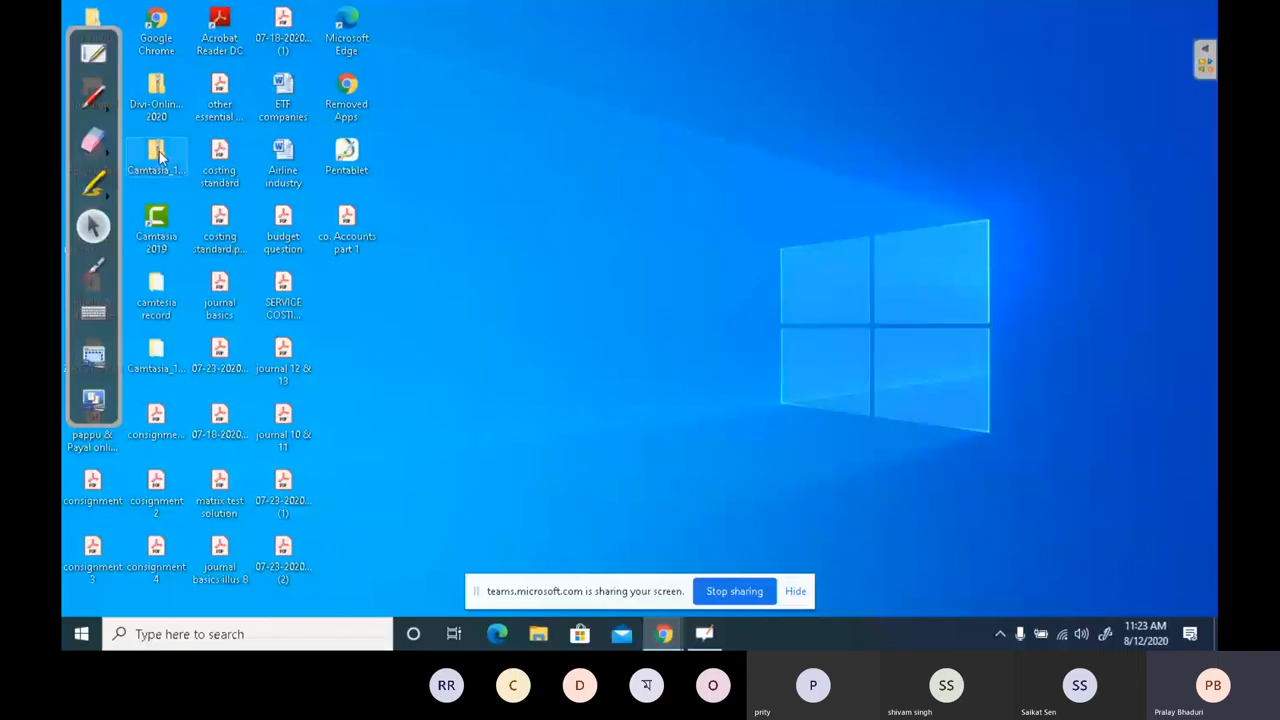 Google
Chrome
Acrobat
Reader DC
07-18-2020...
(1)
Microsoft
Edge
Divi-Onlin...
2020
other
essential ...
ETF
companies
Removed
Apps
Camtasia_1...
costing
standard
Airline
industry
Pentablet
Camtasia
2019
costing
standard.p...
budget
question
co. Accounts
part 1
camtesia
record
journal
basics
SERVICE
COSTI...
Camtasia_1...
07-23-2020...
journal 12 &
13
pappu &
Payal onli...
consignme...
07-18-2020...
journal 10 &
11
consignment
cosignment
2
matrix test
solution
07-23-2020...
(1)
consignment
3
consignment
4
journal
basics illus 8
07-23-2020...
(2)
teams.microsoft.com is sharing your screen.
Stop sharing
Hide
Type here to search
11:23 AM
8/12/2020
RR
C
D
ম
O
P
SS
SS
PB
prity
shivam singh
Saikat Sen
Pralay Bhaduri